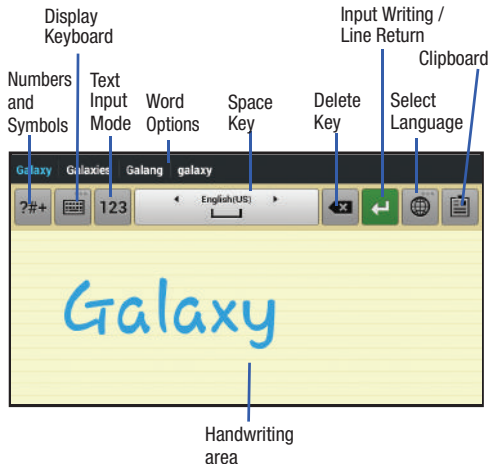 Display
Keyboard
Input Writing /
Line Return
Clipboard
Numbers
and
Symbols
Text
Input
Mode
Word
Options
Space
Key
Delete
Key
Select
Language
Galaxy Galaxies Galang galaxy
?#+ 123 English(US)
Galaxy
Handwriting
area